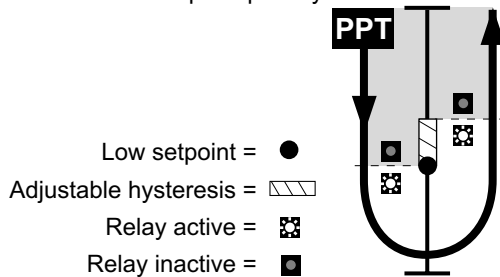 PPT
Low setpoint =
Adjustable hysteresis =
Relay active =
Relay inactive =